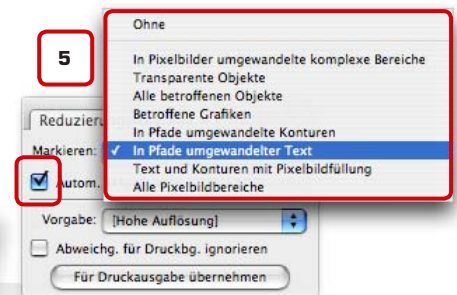 Ohne
5
In Pixelbilder umgewandelte komplexe Bereiche
Transparente Objekte
Alle betroffenen Objekte
Betroffene Grafiken
In Pfade umgewandelte Konturen
✓ In Pfade umgewandelter Text
Text und Konturen mit Pixelbildfüllung
Alle Pixelbildbereiche
Markieren:
Autom.
Vorgabe: [Hohe Auflösung]
Abweichg. für Druckbg. ignorieren
Für Druckausgabe übernehmen